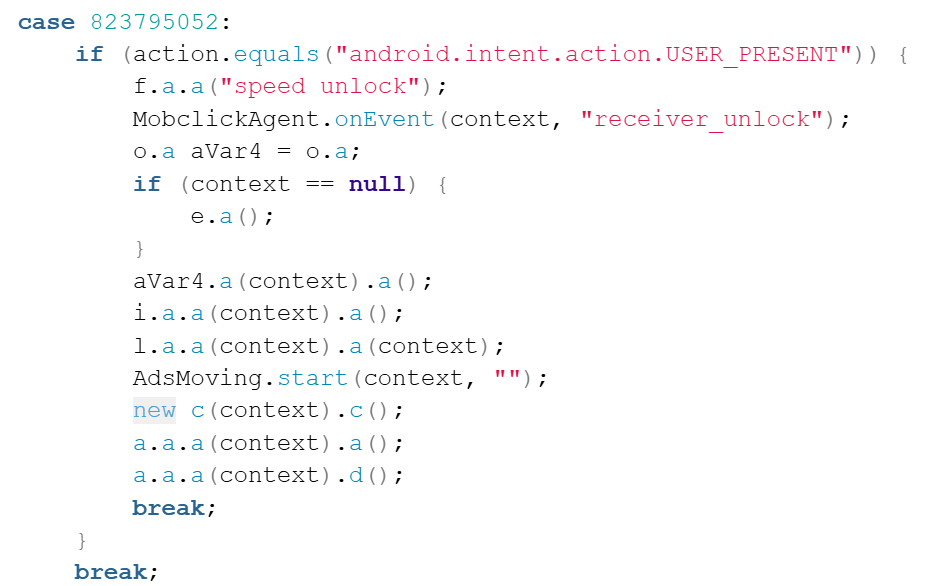 case 823795052:
    if (action.equals("android.intent.action.USER_PRESENT")) {
        f.a.a("speed unlock");
        MobclickAgent.onEvent(context, "receiver_unlock");
        o.a aVar4 = o.a;
        if (context == null) {
            e.a();
        }
        aVar4.a(context).a();
        i.a.a(context).a();
        l.a.a(context).a(context);
        AdsMoving.start(context, "");
        new c(context).c();
        a.a.a(context).a();
        a.a.a(context).d();
        break;
    }
    break;